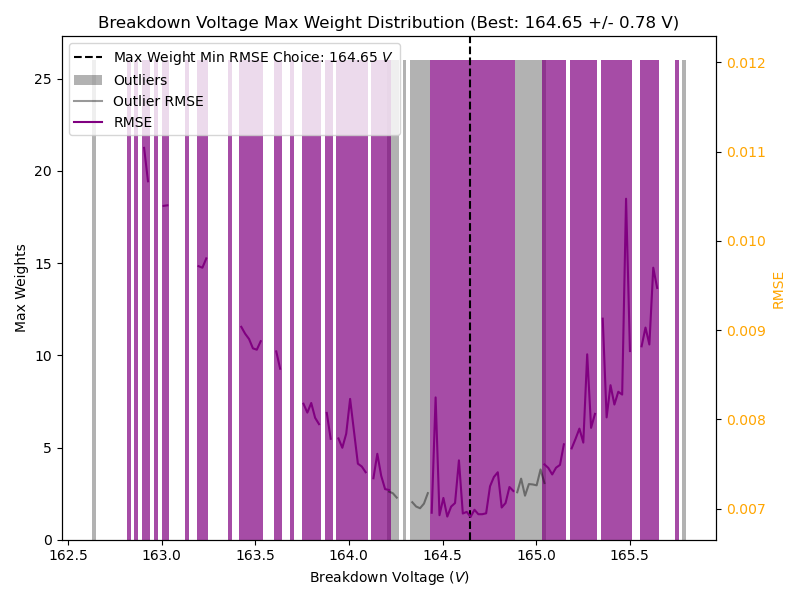 Breakdown Voltage Max Weight Distribution (Best: 164.65 +/- 0.78 V)
Max Weight Min RMSE Choice: 164.65 V
Outliers
Outlier RMSE
RMSE
Max Weights
25
20
15
10
5
0
0.012
0.011
0.010
0.009
0.008
0.007
RMSE
162.5 163.0 163.5 164.0 164.5 165.0 165.5
Breakdown Voltage (V)